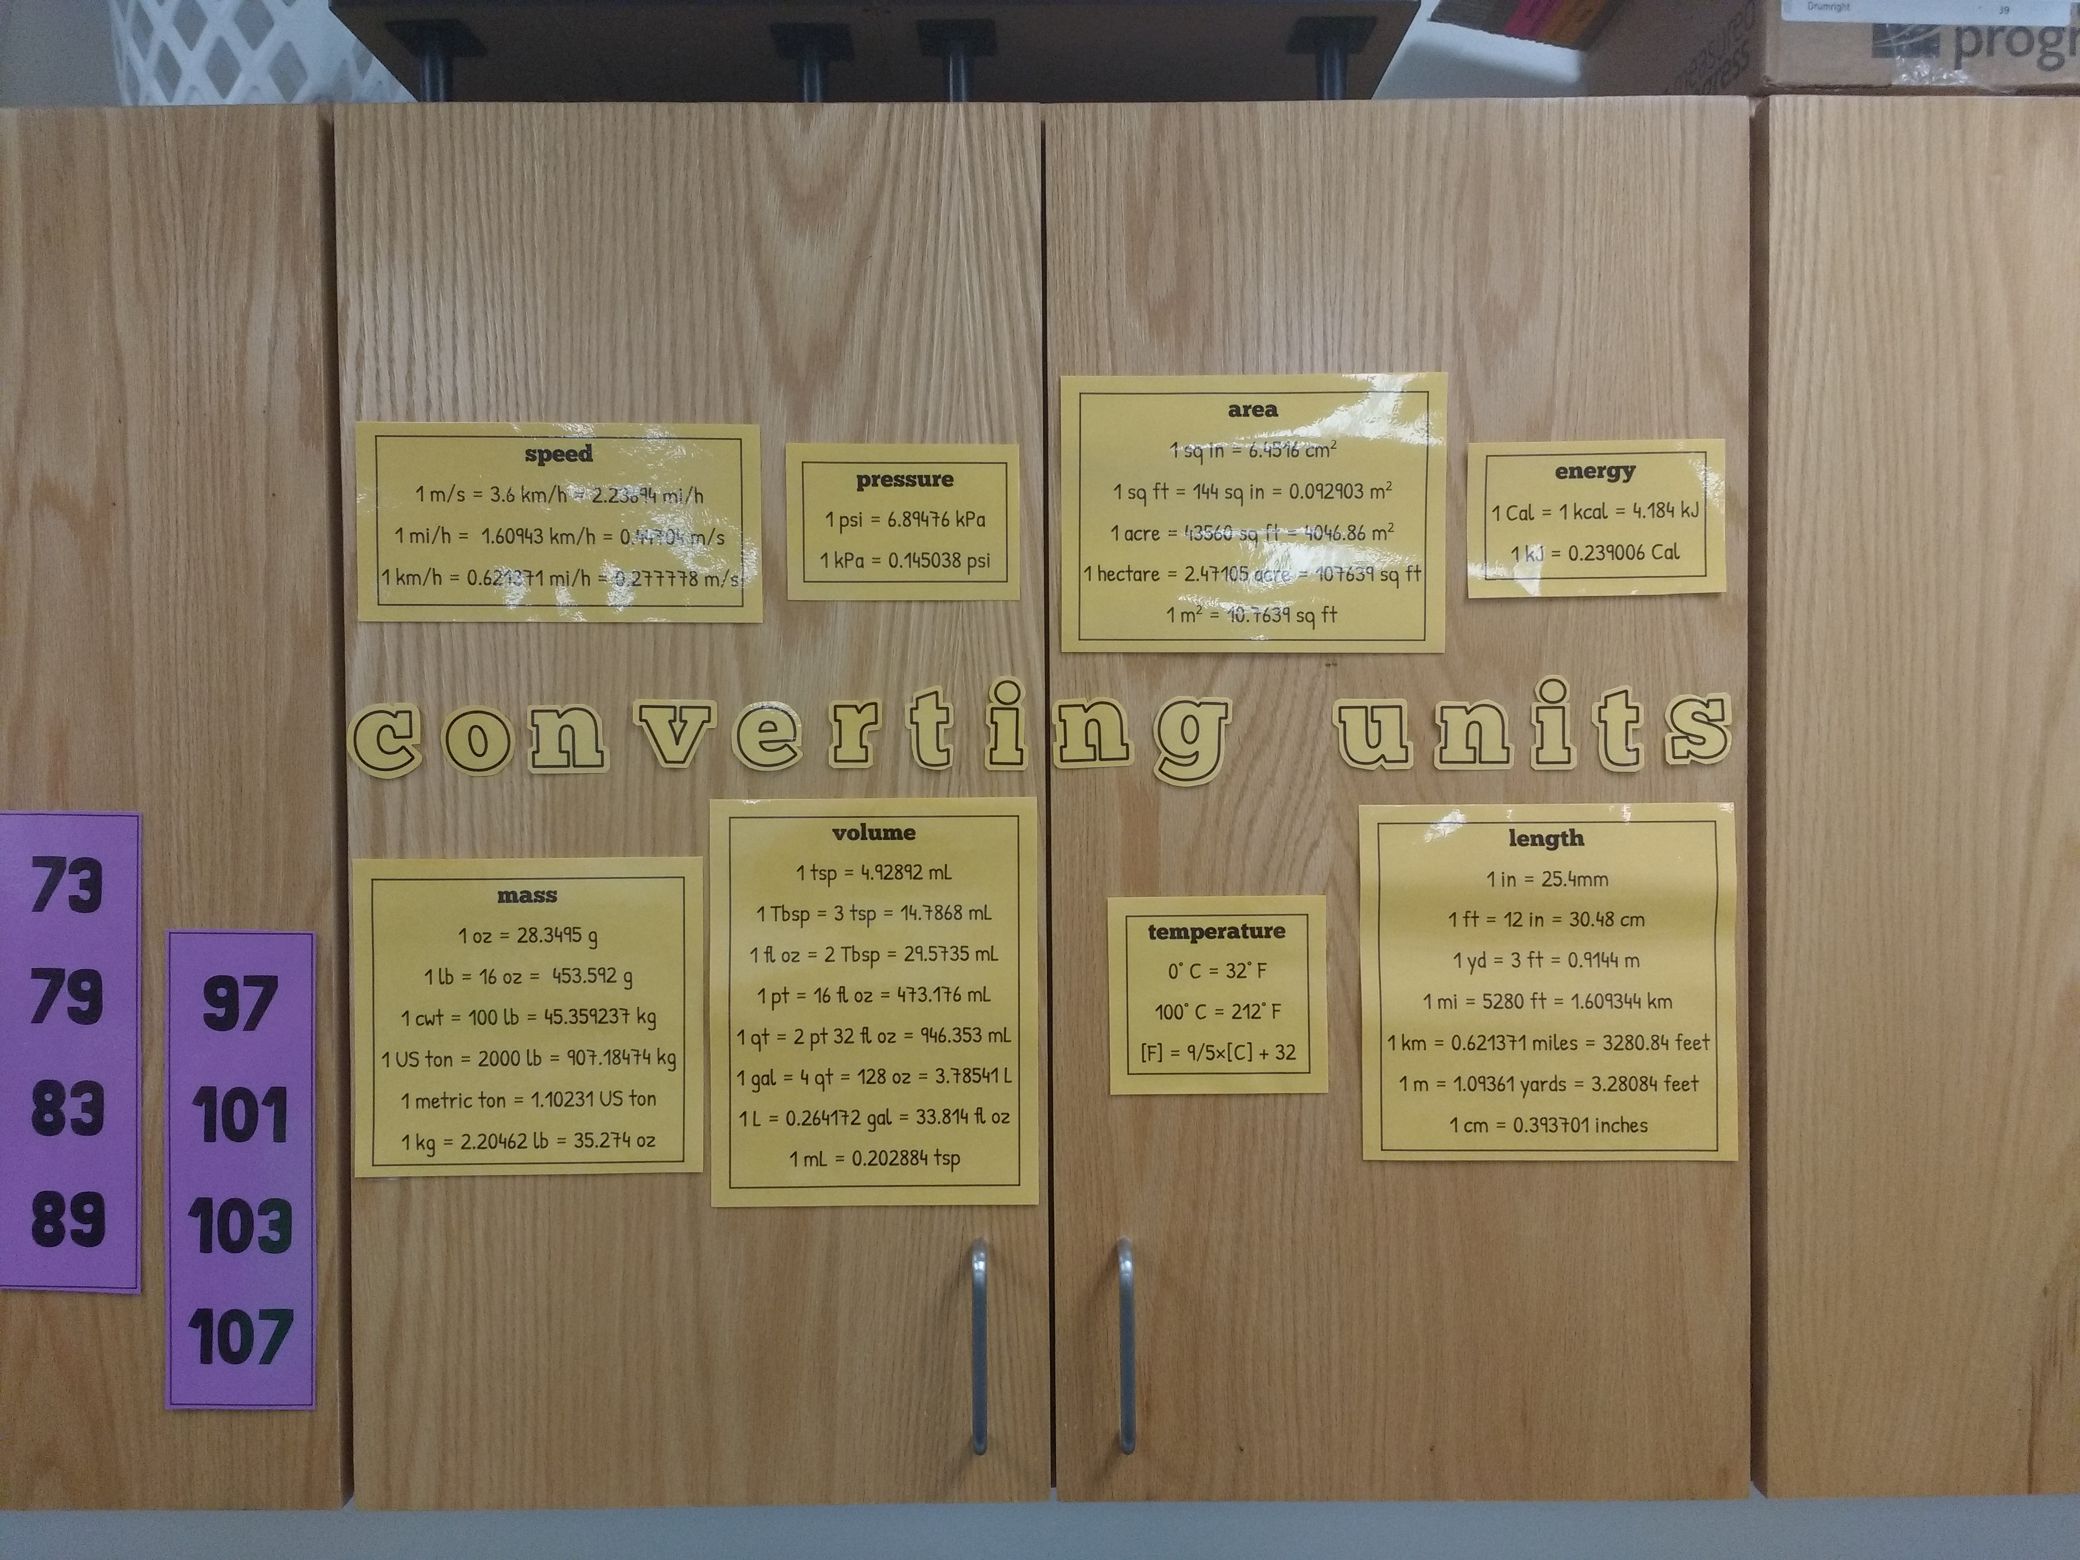 Drumright 39
measured
progress
progr
speed
1 m/s = 3.6 km/h = 2.23694 mi/h
1 mi/h = 1.60943 km/h = 0.44704 m/s
1 km/h = 0.621371 mi/h = 0.277778 m/s
pressure
1 psi = 6.89476 kPa
1 kPa = 0.145038 psi
area
1 sq in = 6.4516 cm²
1 sq ft = 144 sq in = 0.092903 m²
1 acre = 43560 sq ft = 4046.86 m²
1 hectare = 2.47105 acre = 107639 sq ft
1 m² = 10.7639 sq ft
energy
1 Cal = 1 kcal = 4.184 kJ
1 kJ = 0.239006 Cal
converting units
73
79
83
89
97
101
103
107
mass
1 oz = 28.3495 g
1 lb = 16 oz = 453.592 g
1 cwt = 100 lb = 45.359237 kg
1 US ton = 2000 lb = 907.18474 kg
1 metric ton = 1.10231 US ton
1 kg = 2.20462 lb = 35.274 oz
volume
1 tsp = 4.92892 mL
1 Tbsp = 3 tsp = 14.7868 mL
1 fl oz = 2 Tbsp = 29.5735 mL
1 pt = 16 fl oz = 473.176 mL
1 qt = 2 pt 32 fl oz = 946.353 mL
1 gal = 4 qt = 128 oz = 3.78541 L
1 L = 0.264172 gal = 33.814 fl oz
1 mL = 0.202884 tsp
temperature
0° C = 32° F
100° C = 212° F
[F] = 9/5×[C] + 32
length
1 in = 25.4mm
1 ft = 12 in = 30.48 cm
1 yd = 3 ft = 0.9144 m
1 mi = 5280 ft = 1.609344 km
1 km = 0.621371 miles = 3280.84 feet
1 m = 1.09361 yards = 3.28084 feet
1 cm = 0.393701 inches